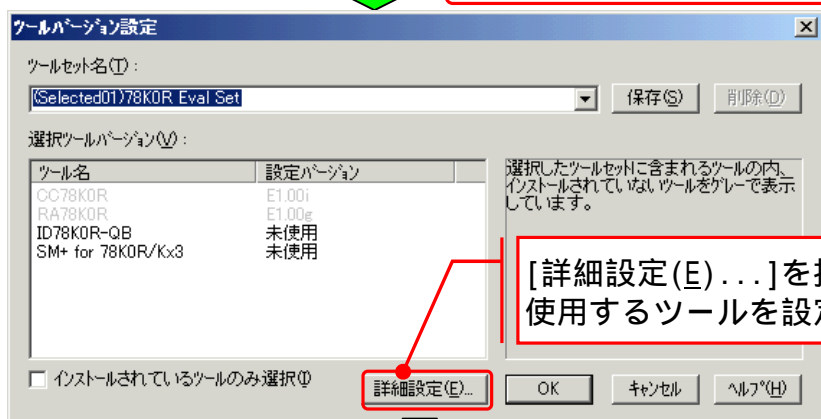 ツールバージョン設定
ツールセット名(T):
(Selected01)78K0R Eval Set
保存(S)
削除(D)
選択ツールバージョン(V):
ツール名 設定バージョン
CC78K0R E1.00i
RA78K0R E1.00g
ID78K0R-QB 未使用
SM+ for 78K0R/Kx3 未使用
選択したツールセットに含まれるツールの内、
インストールされていないツールをグレーで表示
しています。
[詳細設定(E)...]を
使用するツールを設
インストールされているツールのみ選択(I)
詳細設定(E)...
OK
キャンセル
ヘルプ(H)